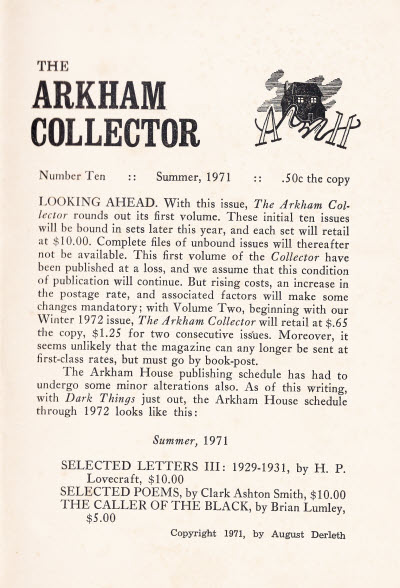 THE
ARKHAM
COLLECTOR
Number Ten :: Summer, 1971 :: .50c the copy
LOOKING AHEAD. With this issue, The Arkham Col-
lector rounds out its first volume. These initial ten issues
will be bound in sets later this year, and each set will retail
at $10.00. Complete files of unbound issues will thereafter
not be available. This first volume of the Collector have
been published at a loss, and we assume that this condition
of publication will continue. But rising costs, an increase in
the postage rate, and associated factors will make some
changes mandatory; with Volume Two, beginning with our
Winter 1972 issue, The Arkham Collector will retail at $.65
the copy, $1.25 for two consecutive issues. Moreover, it
seems unlikely that the magazine can any longer be sent at
first-class rates, but must go by book-post.
The Arkham House publishing schedule has had to
undergo some minor alterations also. As of this writing,
with Dark Things just out, the Arkham House schedule
through 1972 looks like this:
Summer, 1971
SELECTED LETTERS III: 1929-1931, by H. P.
Lovecraft, $10.00
SELECTED POEMS, by Clark Ashton Smith, $10.00
THE CALLER OF THE BLACK, by Brian Lumley,
$5.00
Copyright 1971, by August Derleth